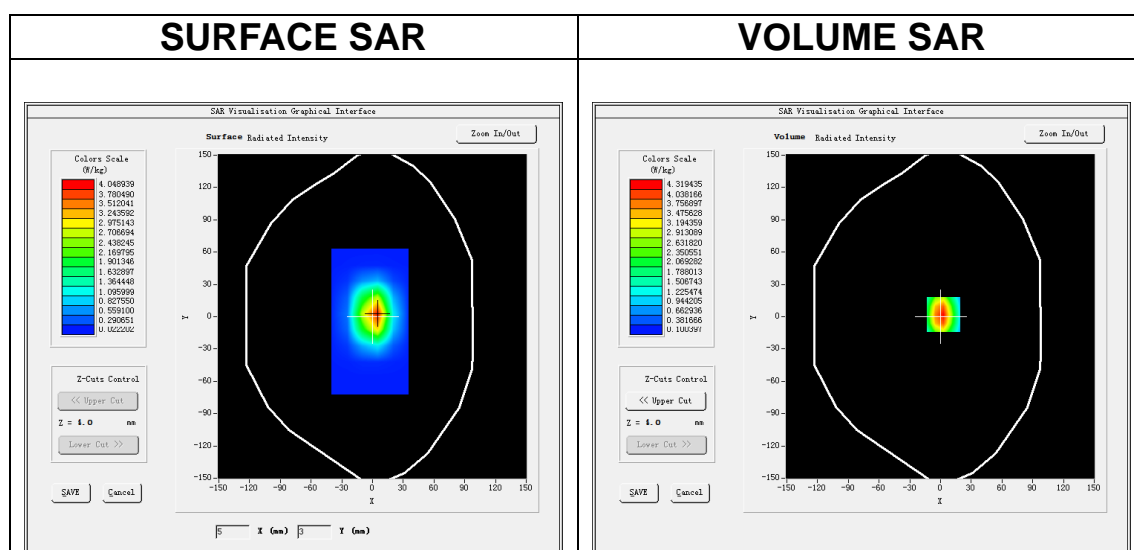 SURFACE SAR
SAR Visualisation Graphical Interface
Surface Radiated Intensity
Zoom In/Out
Colors Scale
(W/kg)
4.048939
3.780490
3.512041
3.243592
2.975143
2.706694
2.438245
2.169795
1.901346
1.632897
1.364448
1.095999
0.827550
0.559100
0.290651
0.022202
Z-Cuts Control
<< Upper Cut
Z = 4.0 mm
Lower Cut >>
SAVE Cancel
150
120
90
60
30
0
-30
-60
-90
-120
-150
Y
-150 -120 -90 -60 -30 0 30 60 90 120 150
X
5 X (mm) 3 Y (mm)
VOLUME SAR
SAR Visualisation Graphical Interface
Volume Radiated Intensity
Zoom In/Out
Colors Scale
(W/kg)
4.319435
4.038166
3.756897
3.475628
3.194359
2.913089
2.631820
2.350551
2.069282
1.788013
1.506743
1.225474
0.944205
0.662936
0.381666
0.100397
Z-Cuts Control
<< Upper Cut
Z = 4.0 mm
Lower Cut >>
SAVE Cancel
150
120
90
60
30
0
-30
-60
-90
-120
-150
Y
-150 -120 -90 -60 -30 0 30 60 90 120 150
X